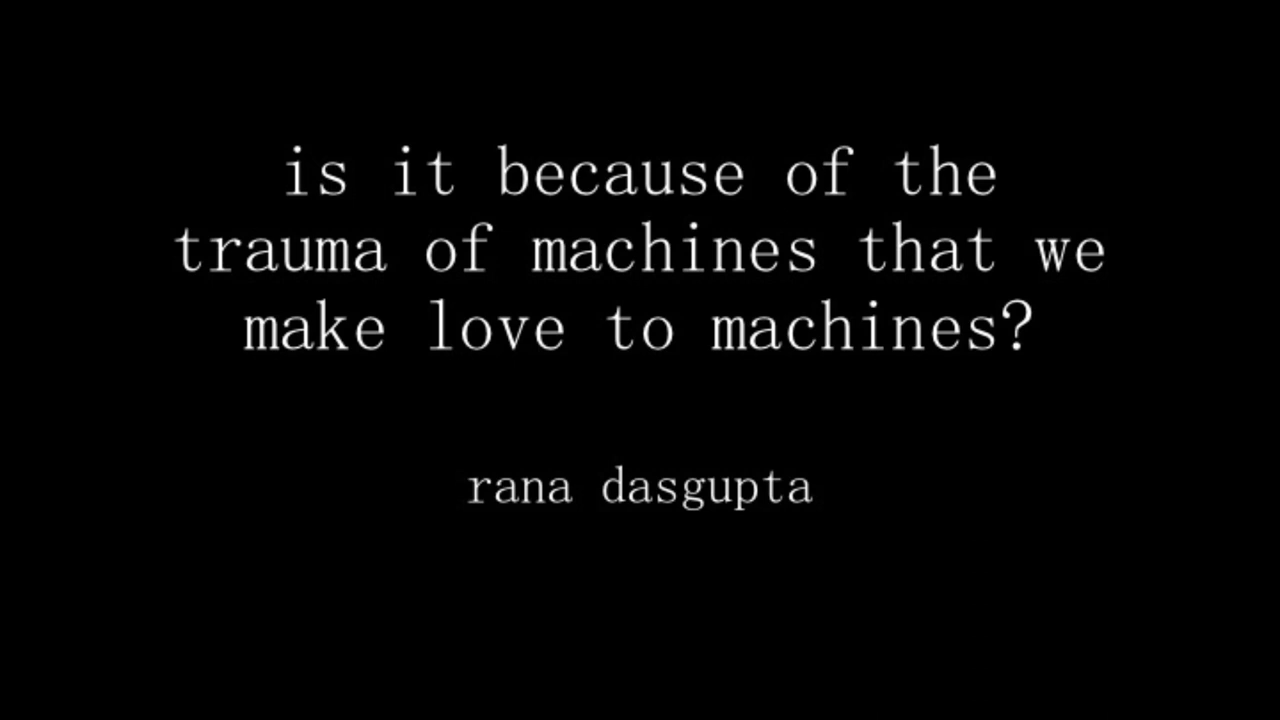 is it because of the
trauma of machines that we
make love to machines?
rana dasgupta